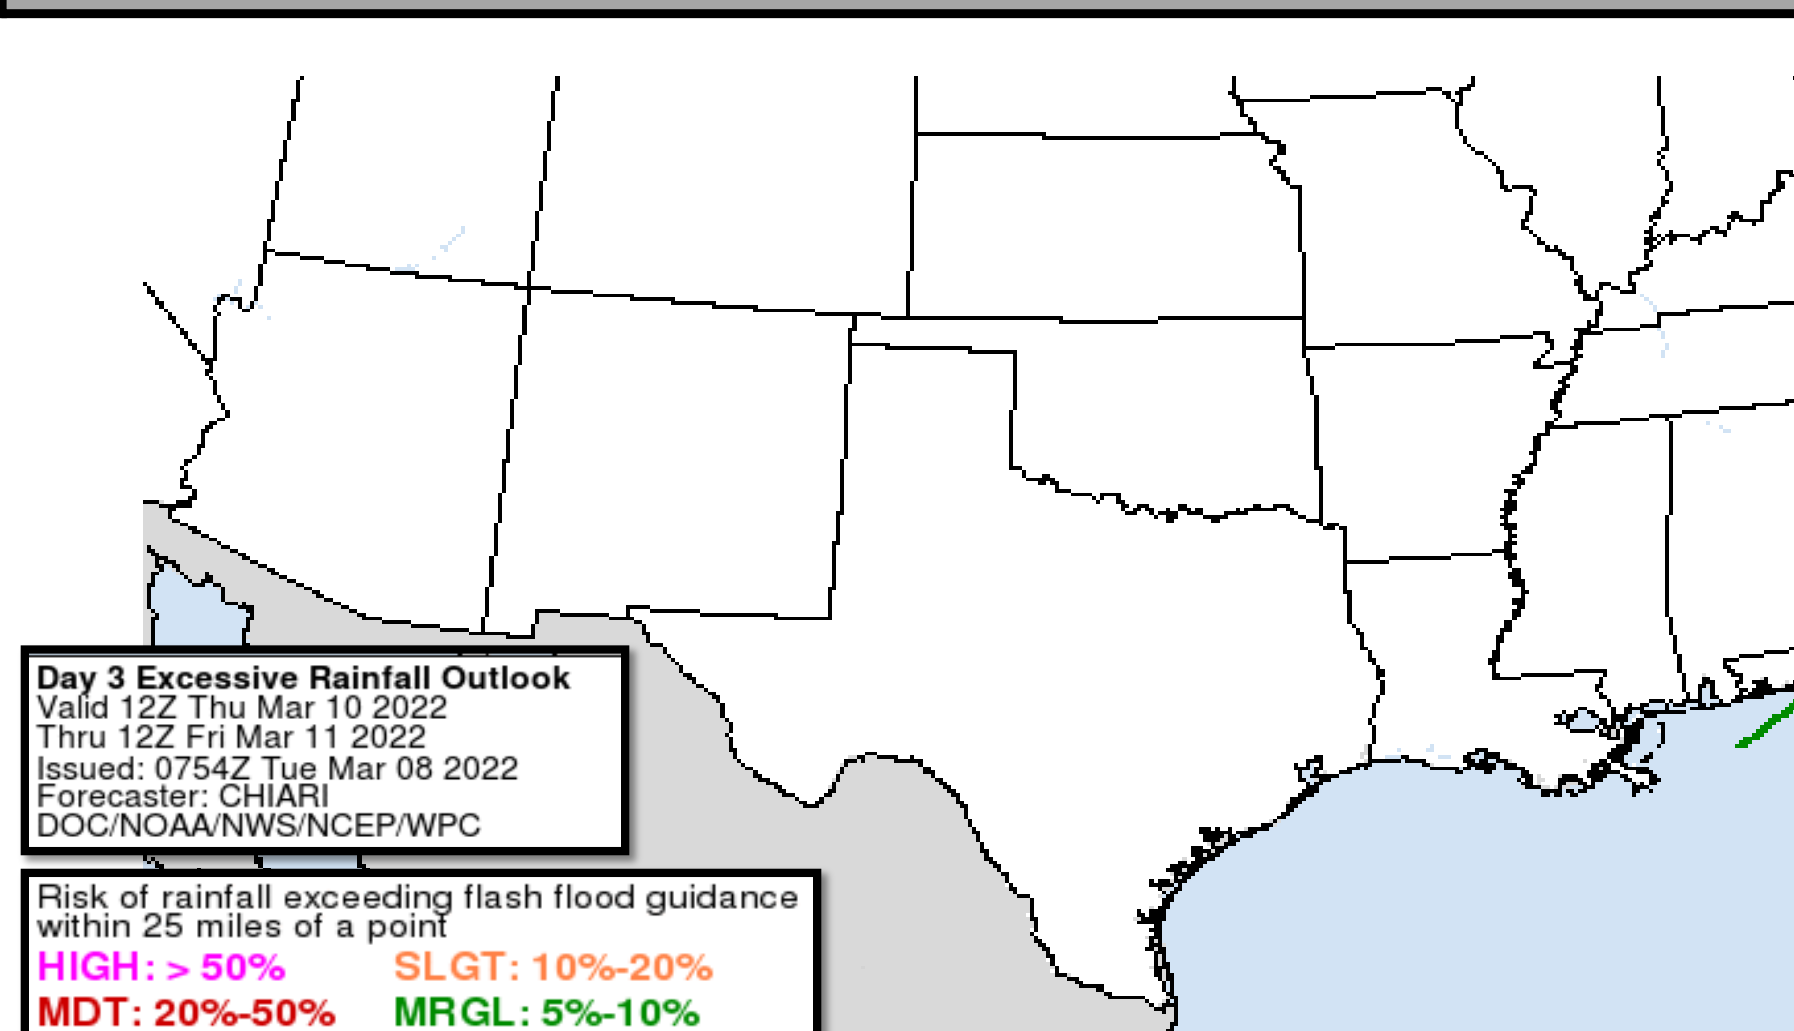 Day 3 Excessive Rainfall Outlook
Valid 12Z Thu Mar 10 2022
Thru 12Z Fri Mar 11 2022
Issued: 0754Z Tue Mar 08 2022
Forecaster: CHIARI
DOC/NOAA/NWS/NCEP/WPC
Risk of rainfall exceeding flash flood guidance
within 25 miles of a point
HIGH: > 50% SLGT: 10%-20%
MDT: 20%-50% MRGL: 5%-10%